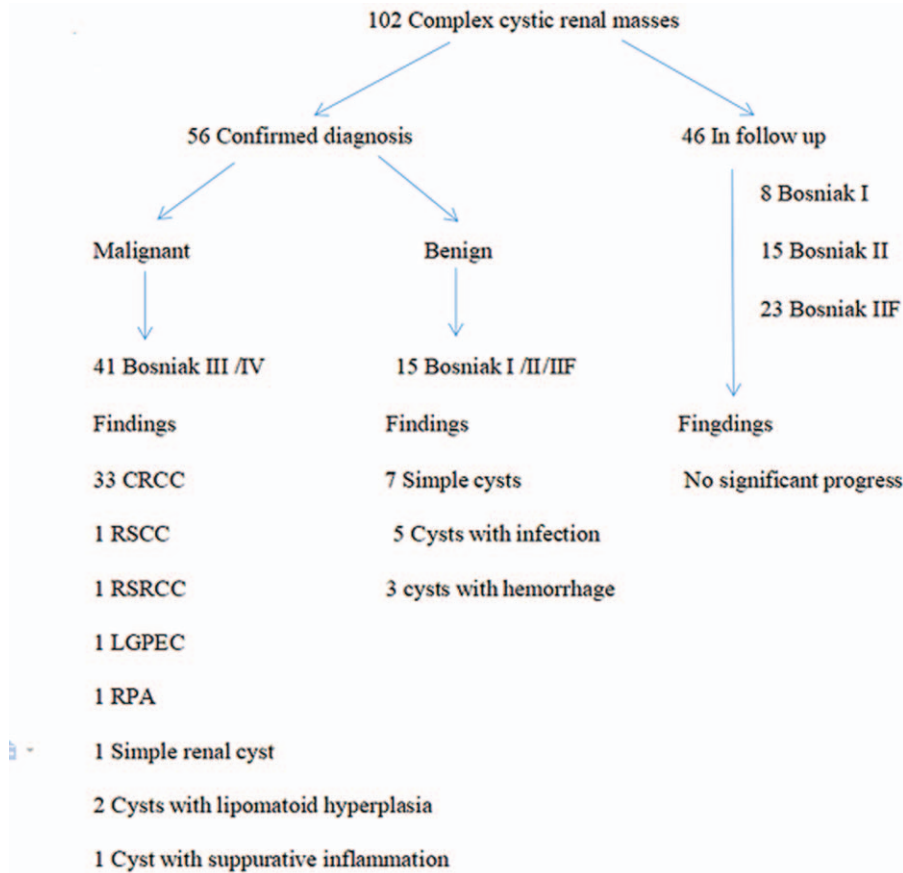 102 Complex cystic renal masses
56 Confirmed diagnosis
46 In follow up
8 Bosniak I
15 Bosniak II
23 Bosniak IIF
Malignant
Benign
41 Bosniak III /IV
15 Bosniak I /II/IIF
Findings
Findings
Fingdings
33 CRCC
7 Simple cysts
No significant progress
1 RSCC
5 Cysts with infection
1 RSRCC
3 cysts with hemorrhage
1 LGPEC
1 RPA
1 Simple renal cyst
2 Cysts with lipomatoid hyperplasia
1 Cyst with suppurative inflammation